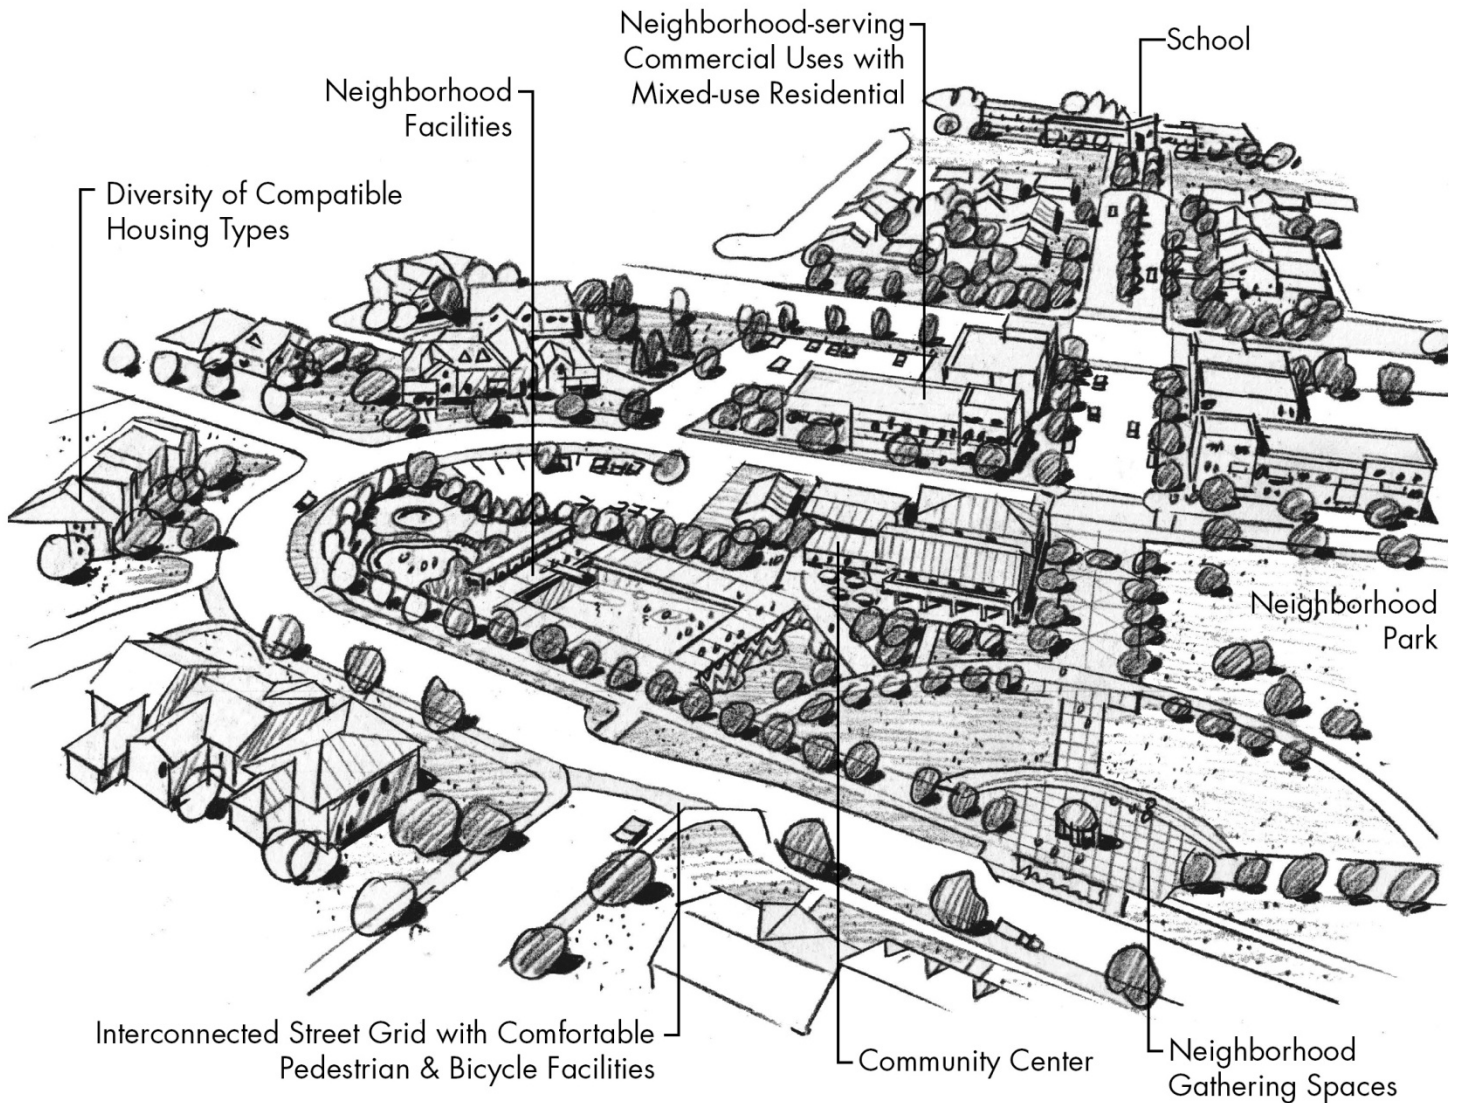 Neighborhood-serving
Commercial Uses with
Mixed-use Residential
School
Neighborhood
Facilities
Diversity of Compatible
Housing Types
Neighborhood
Park
Interconnected Street Grid with Comfortable
Pedestrian & Bicycle Facilities
Community Center
Neighborhood
Gathering Spaces